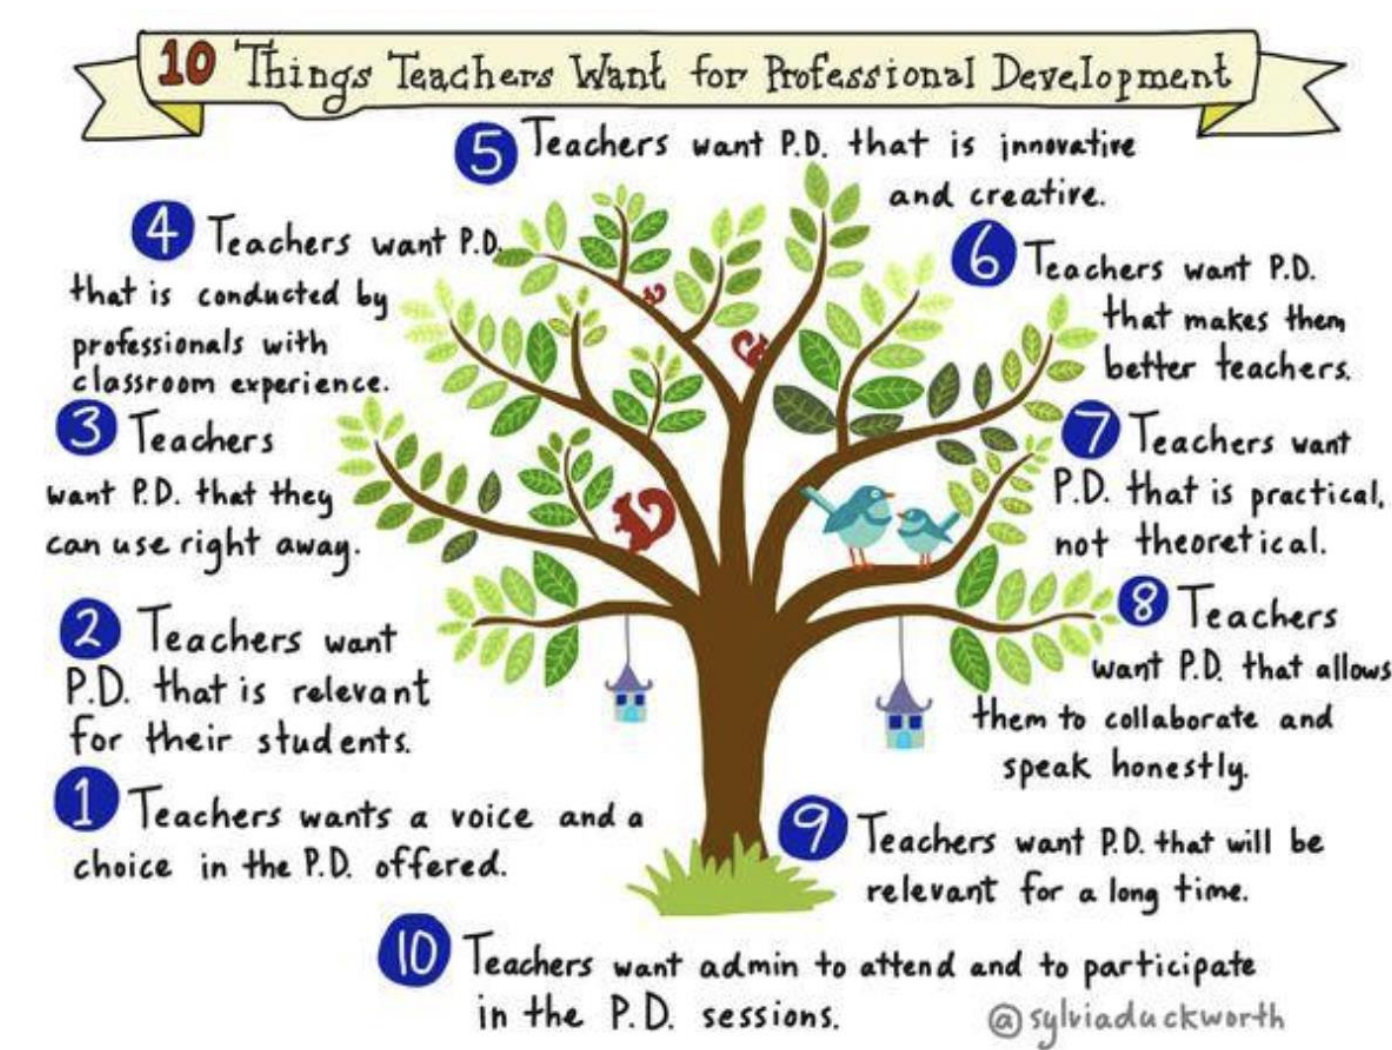 10 Things Teachers Want for Professional Development
1 Teachers wants a voice and a
choice in the P.D. offered.
2 Teachers want
P.D. that is relevant
for their students.
3 Teachers
want P.D. that they
can use right away.
4 Teachers want P.D.
that is conducted by
professionals with
classroom experience.
5 Teachers want P.D. that is innovative
and creative.
6 Teachers want P.D.
that makes them
better teachers.
7 Teachers want
P.D. that is practical,
not theoretical.
8 Teachers
want P.D. that allows
them to collaborate and
speak honestly.
9 Teachers want P.D. that will be
relevant for a long time.
10 Teachers want admin to attend and to participate
in the P.D. sessions.
@sylviaduckworth